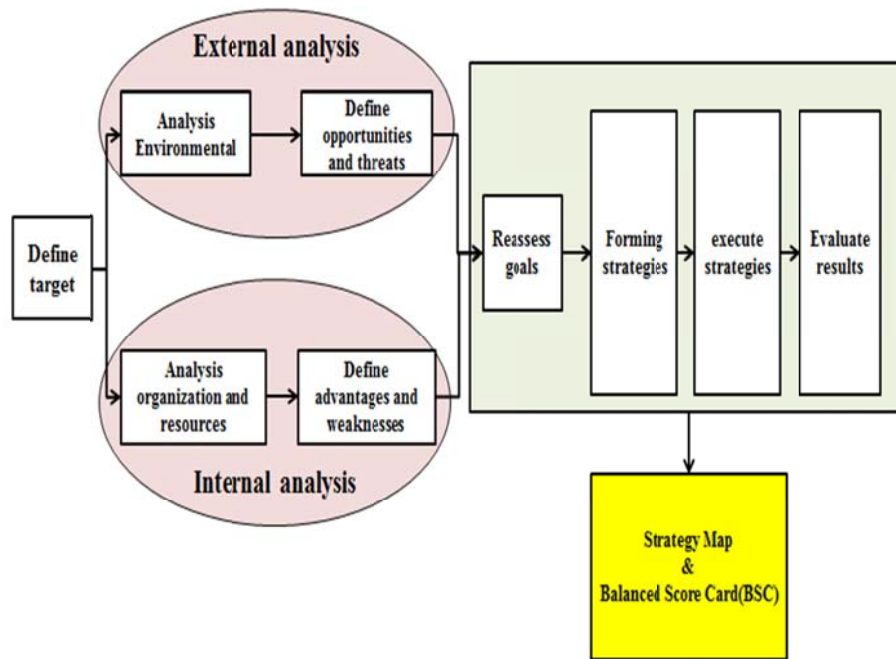 External analysis
Analysis
Environmental
Define
opportunities
and threats
Define
target
Analysis
organization and
resources
Define
advantages and
weaknesses
Internal analysis
Reassess
goals
Forming
strategies
execute
strategies
Evaluate
results
Strategy Map
&
Balanced Score Card(BSC)